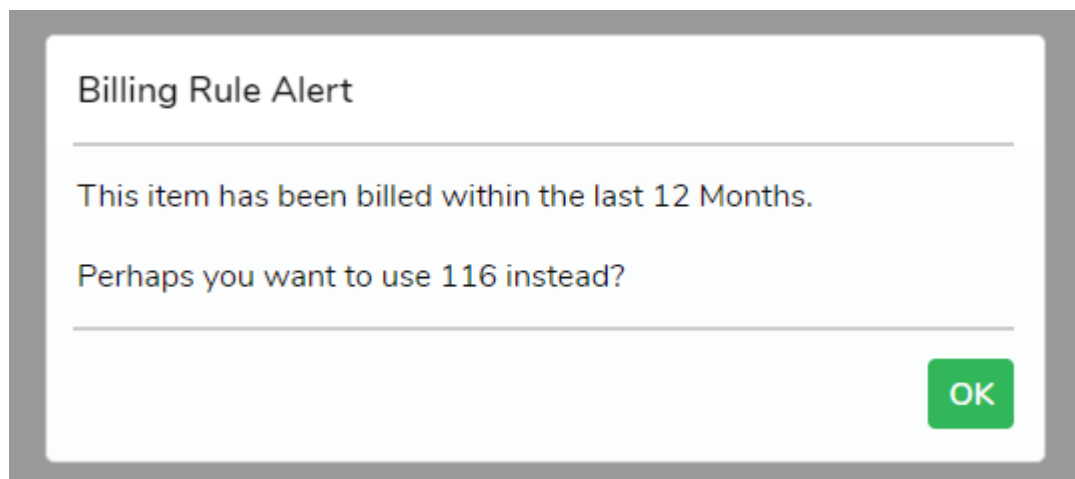 Billing Rule Alert
This item has been billed within the last 12 Months.
Perhaps you want to use 116 instead?
OK